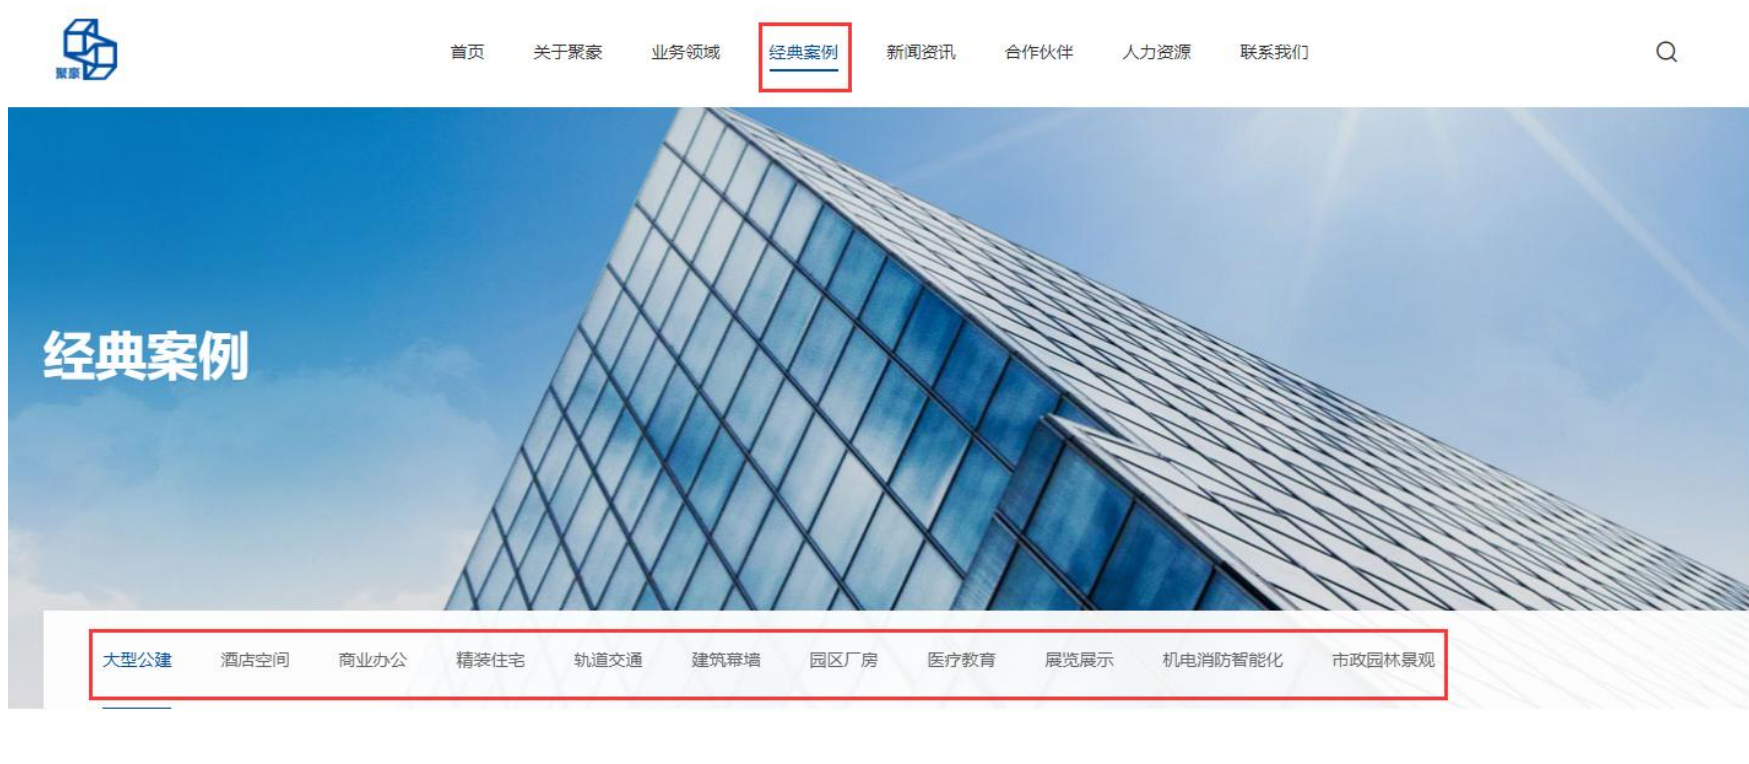 聚豪
首页 关于聚豪 业务领域 经典案例 新闻资讯 合作伙伴 人力资源 联系我们
经典案例
大型公建 酒店空间 商业办公 精装住宅 轨道交通 建筑幕墙 园区厂房 医疗教育 展览展示 机电消防智能化 市政园林景观